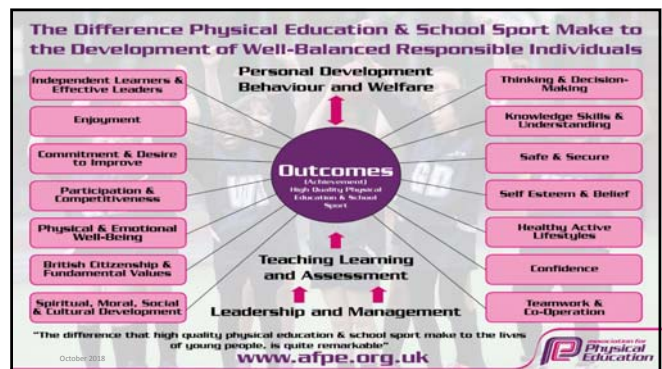 The Difference Physical Education & School Sport Make to
the Development of Well-Balanced Responsible Individuals
Personal Development
Behaviour and Welfare
Independent Learners &
Effective Leaders
Enjoyment
Commitment & Desire
to Improve
Participation &
Competitiveness
Physical & Emotional
Well-Being
British Citizenship &
Fundamental Values
Spiritual, Moral, Social
& Cultural Development
Outcomes
(Achievement)
High Quality Physical
Education & School
Sport
Thinking & Decision-
Making
Knowledge Skills &
Understanding
Safe & Secure
Self Esteem & Belief
Healthy Active
Lifestyles
Confidence
Teamwork &
Co-Operation
Teaching Learning
and Assessment
Leadership and Management
"The difference that high quality physical education & school sport make to the lives
of young people, is quite remarkable"
October 2018
www.afpe.org.uk
association for
Physical
Education